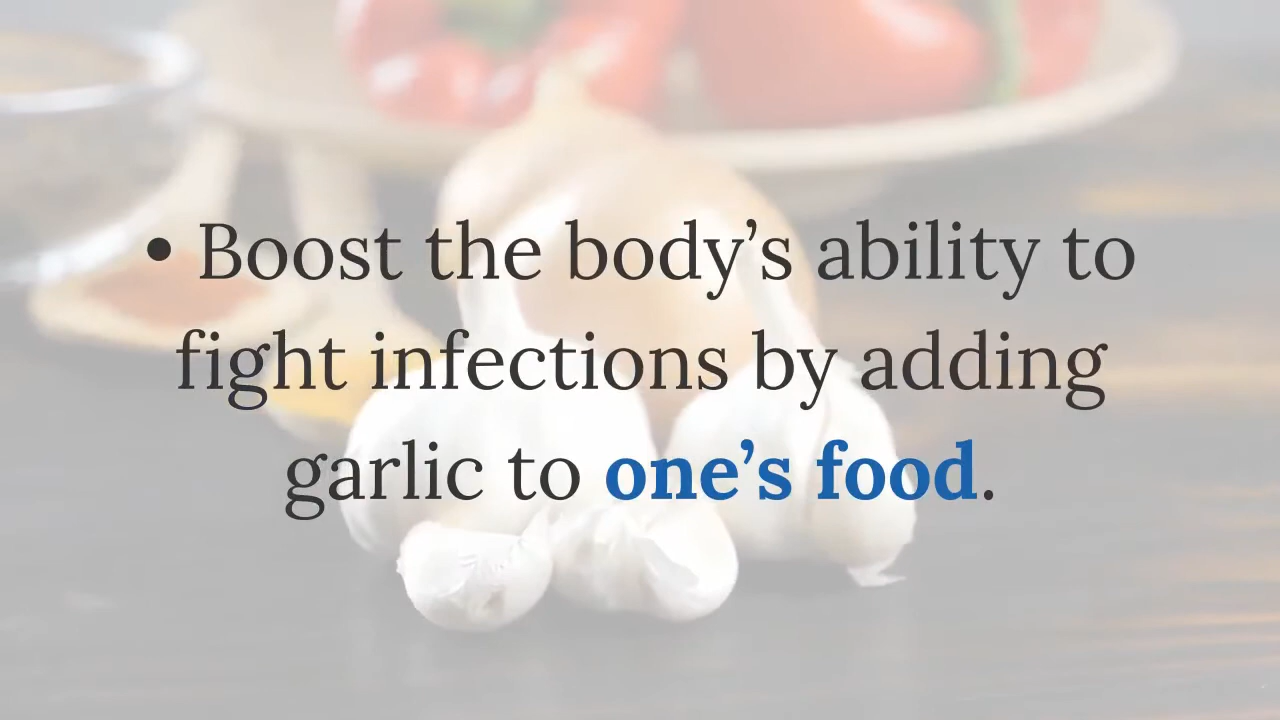 • Boost the body’s ability to
fight infections by adding
garlic to one’s food.